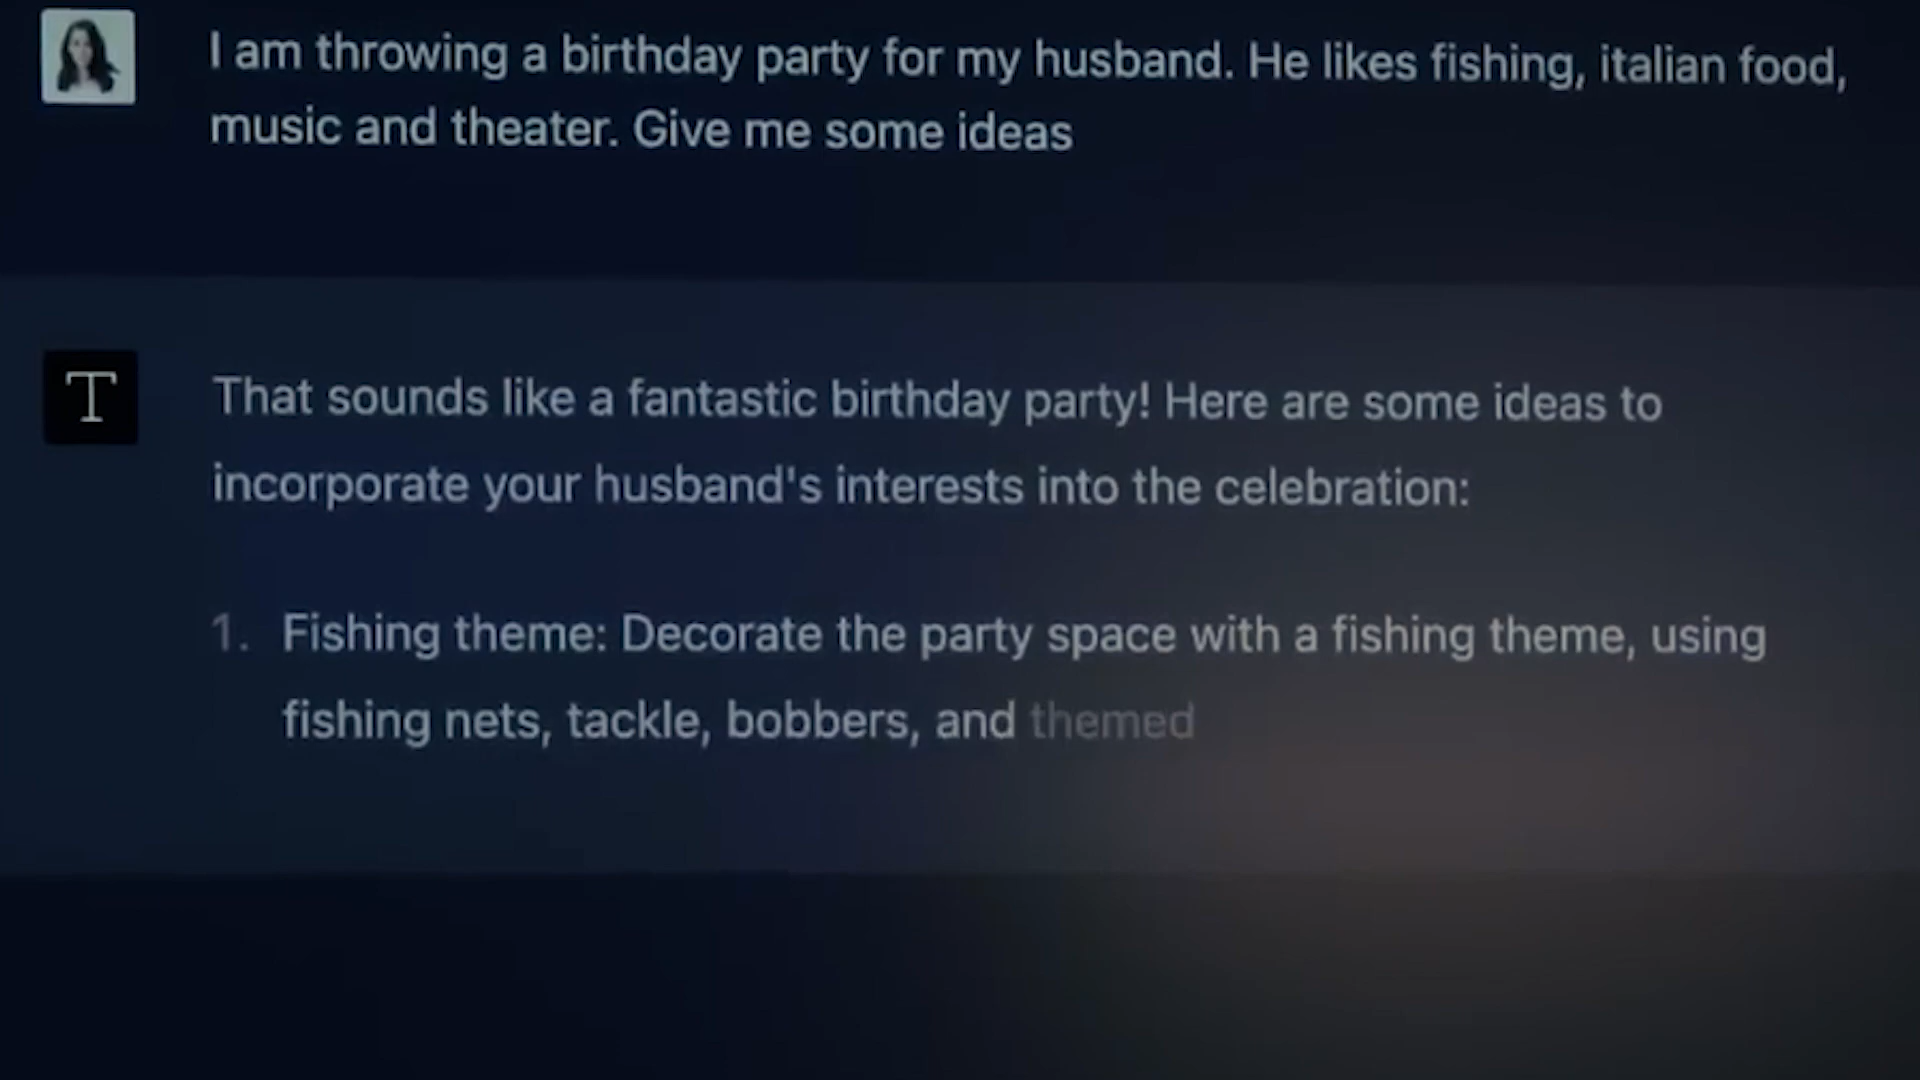 I am throwing a birthday party for my husband. He likes fishing, italian food,
music and theater. Give me some ideas
T
That sounds like a fantastic birthday party! Here are some ideas to
incorporate your husband's interests into the celebration:
1. Fishing theme: Decorate the party space with a fishing theme, using
fishing nets, tackle, bobbers, and themed